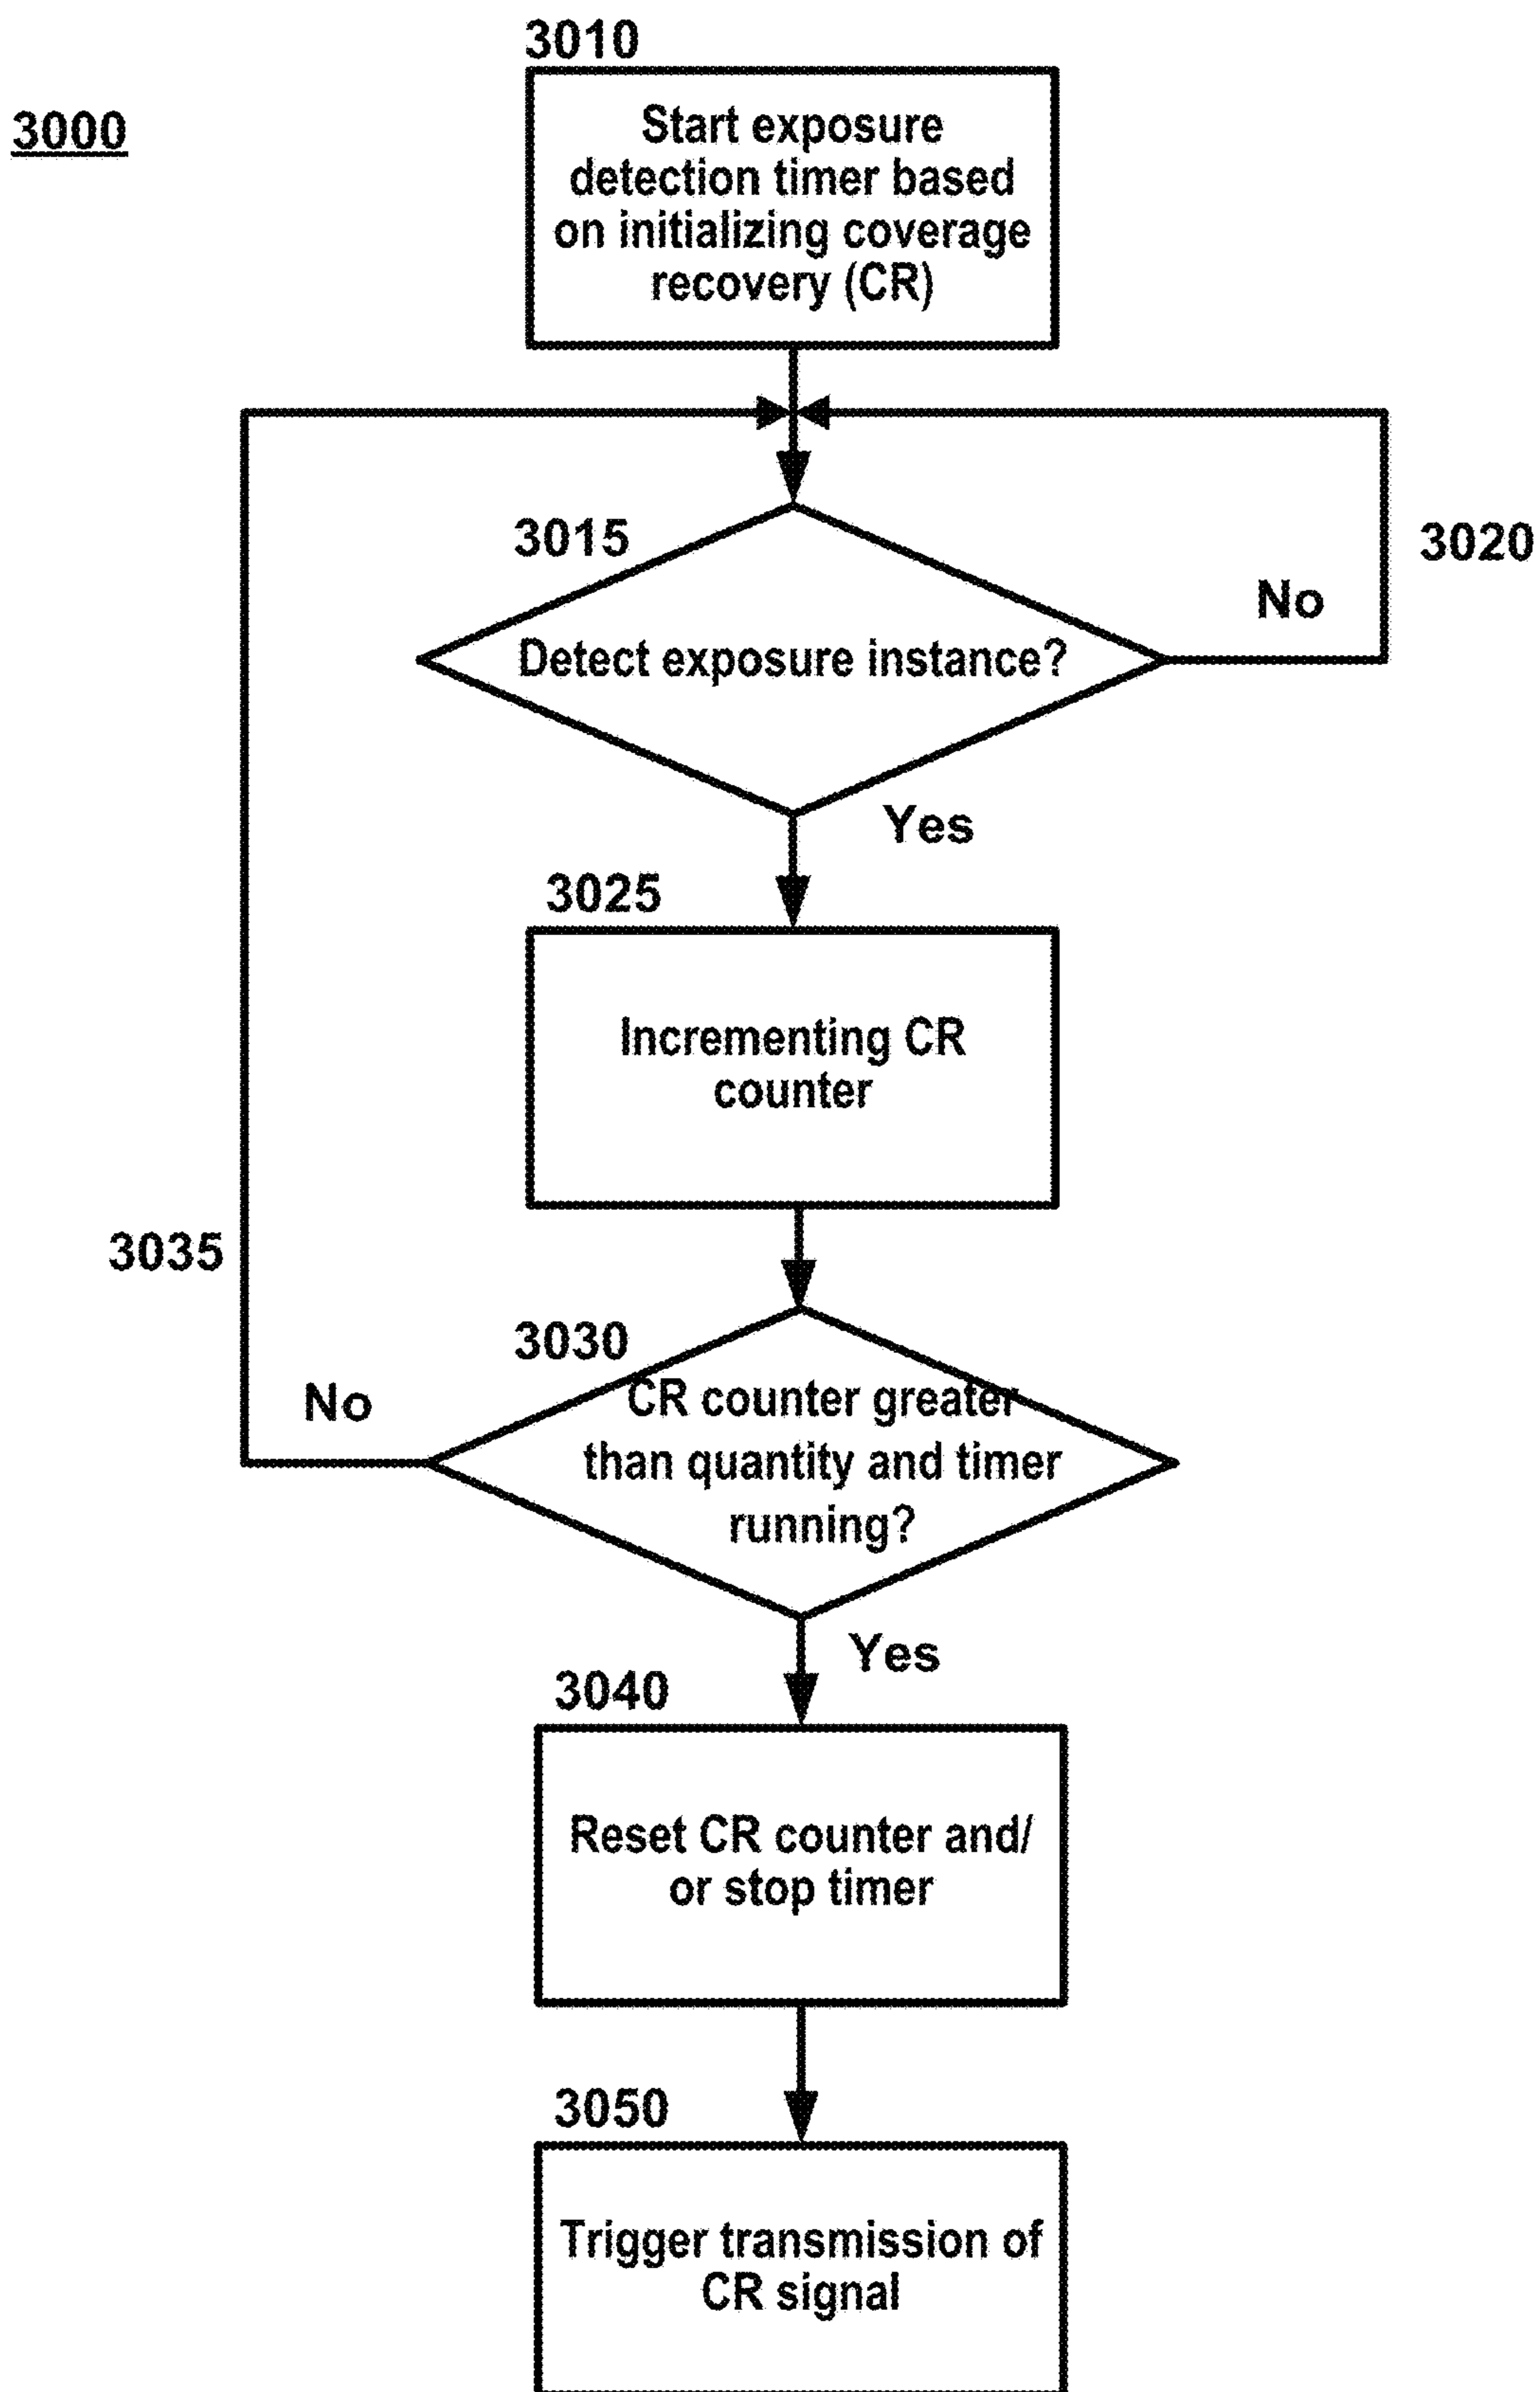 3010
3000
Start exposure
detection timer based
on initializing coverage
recovery (CR)
3015
3020
No
Detect exposure instance?
Yes
3025
Incrementing CR
counter
3035
3030
No
CR counter greater
than quantity and timer
running?
Yes
3040
Reset CR counter and/
or stop timer
3050
Trigger transmission of
CR signal